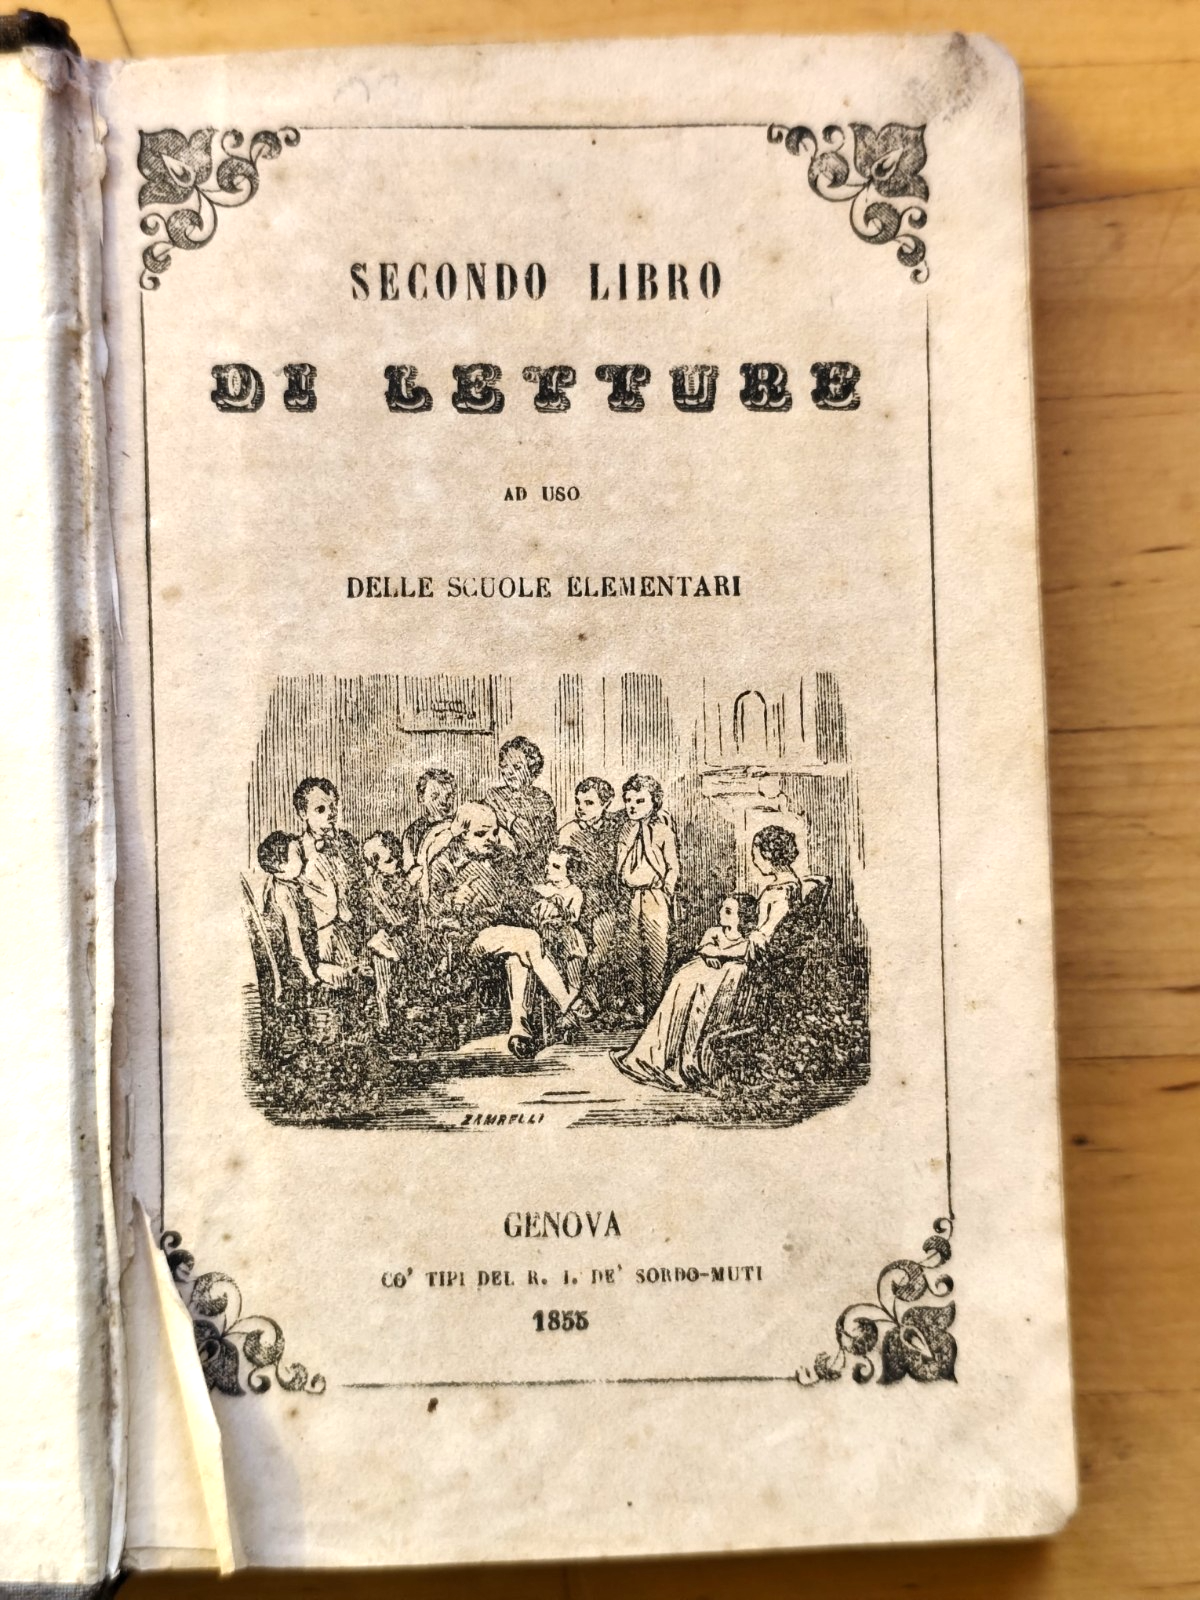 SECONDO LIBRO
DI LETTURE
AD USO
DELLE SCUOLE ELEMENTARI
ZAMBELLI
GENOVA
CO' TIPI DEL R. I. DE' SORDO-MUTI
1855